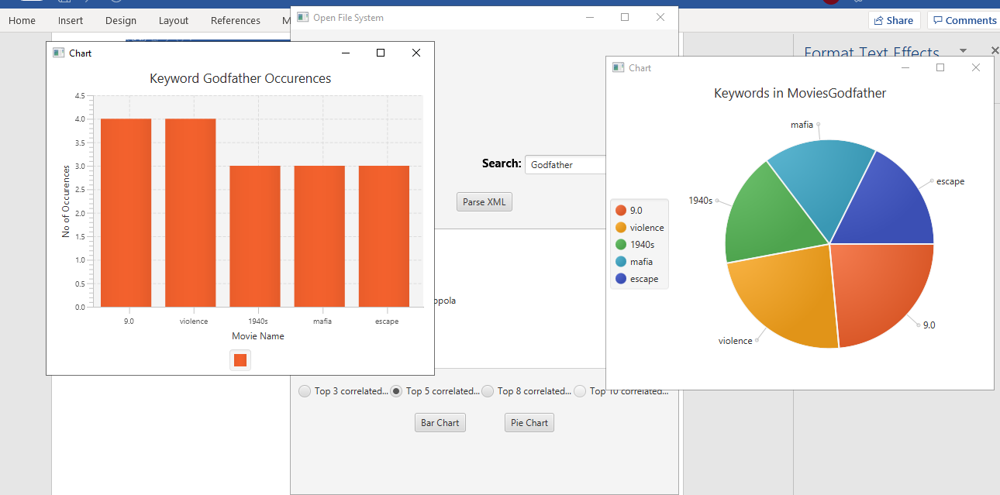 Home Insert Design Layout References M
Share Comments
Format Text Effects
Open File System
Search: Godfather
Parse XML
ppola
Top 3 correlated... Top 5 correlated... Top 8 correlated... Top 10 correlated...
Bar Chart Pie Chart
Chart
Keyword Godfather Occurences
No of Occurences
4.5
4.0
3.5
3.0
2.5
2.0
1.5
1.0
0.5
0.0
9.0 violence 1940s mafia escape
Movie Name
Chart
Keywords in MoviesGodfather
mafia
escape
1940s
violence
9.0
9.0
violence
1940s
mafia
escape